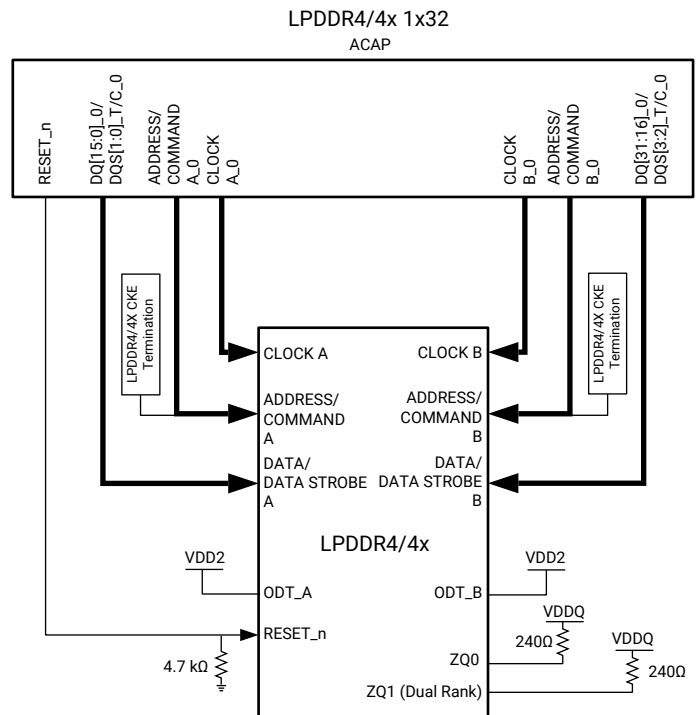 LPDDR4/4x 1x32
ACAP
RESET_n
DQ[15:0]_0/
DQS[1:0]_T/C_0
ADDRESS/
COMMAND
A_0
CLOCK
A_0
CLOCK
B_0
ADDRESS/
COMMAND
B_0
DQ[31:16]_0/
DQS[3:2]_T/C_0
LPDDR4/4X CKE
Termination
LPDDR4/4X CKE
Termination
CLOCK A
CLOCK B
ADDRESS/
COMMAND
A
ADDRESS/
COMMAND
B
DATA/
DATA STROBE
A
DATA/
DATA STROBE
B
LPDDR4/4x
VDD2
VDD2
ODT_A
ODT_B
RESET_n
4.7 kΩ
VDDQ
240Ω
ZQ0
VDDQ
240Ω
ZQ1 (Dual Rank)